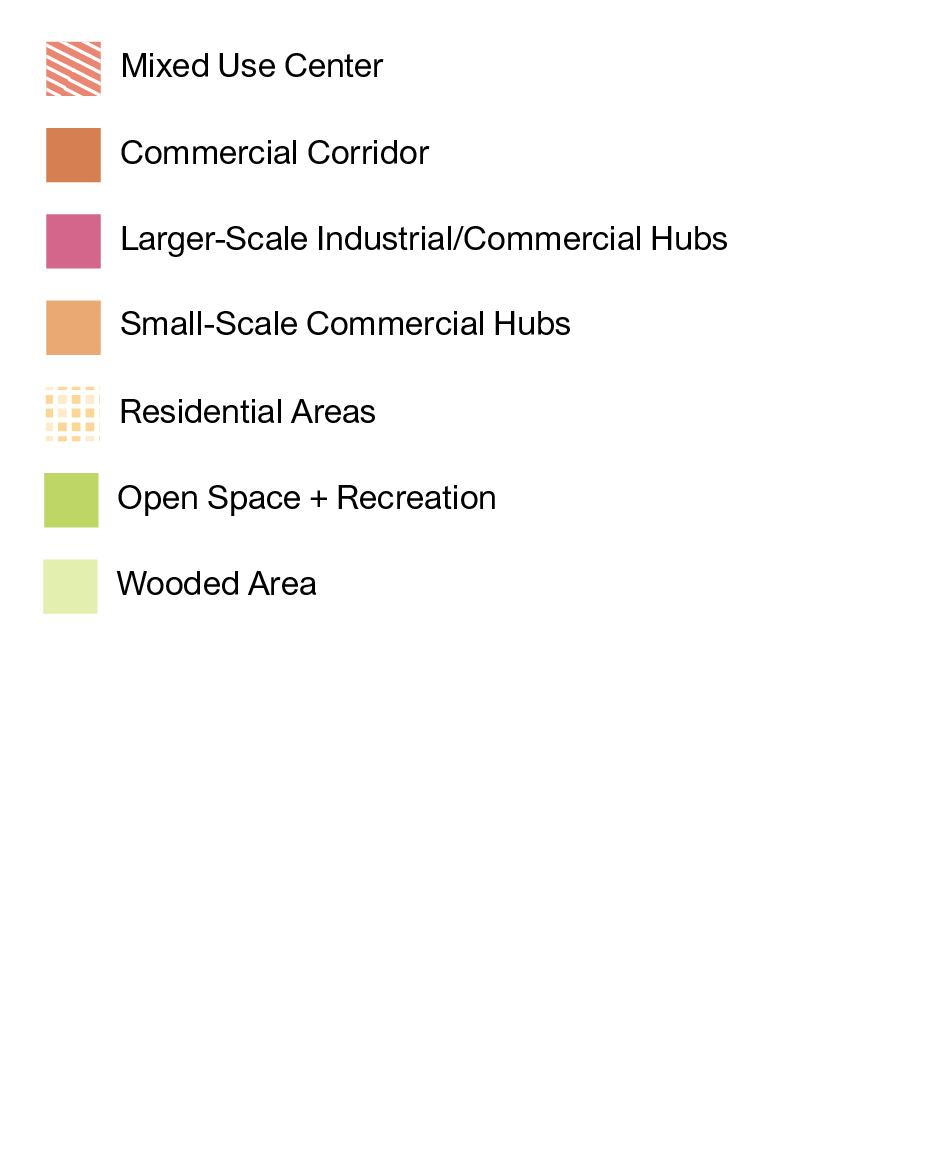 Mixed Use Center
Commercial Corridor
Larger-Scale Industrial/Commercial Hubs
Small-Scale Commercial Hubs
Residential Areas
Open Space + Recreation
Wooded Area